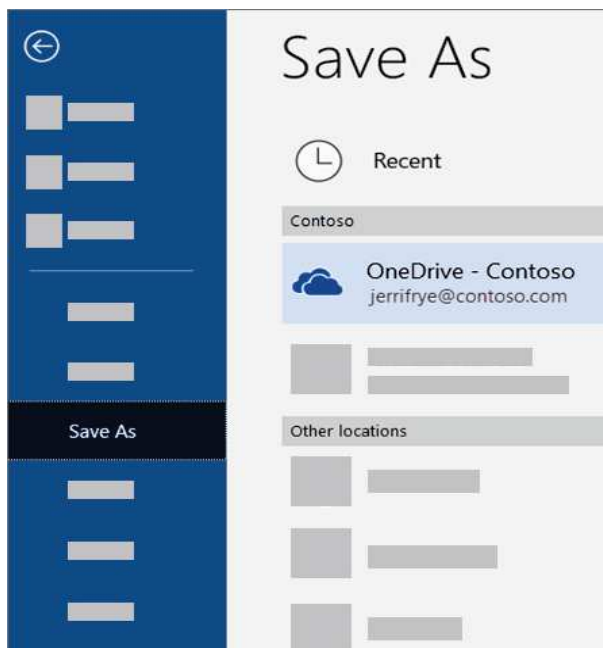 Save As
Recent
Contoso
OneDrive - Contoso
jerrifrye@contoso.com
Save As
Other locations